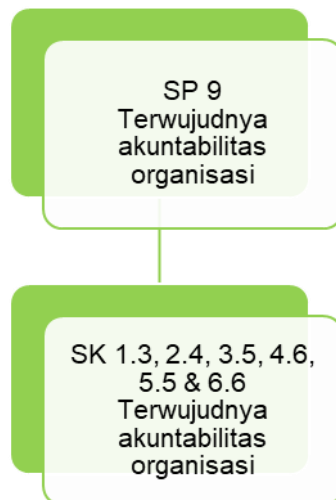 SP 9
Terwujudnya
akuntabilitas
organisasi
SK 1.3, 2.4, 3.5, 4.6,
5.5 & 6.6
Terwujudnya
akuntabilitas
organisasi